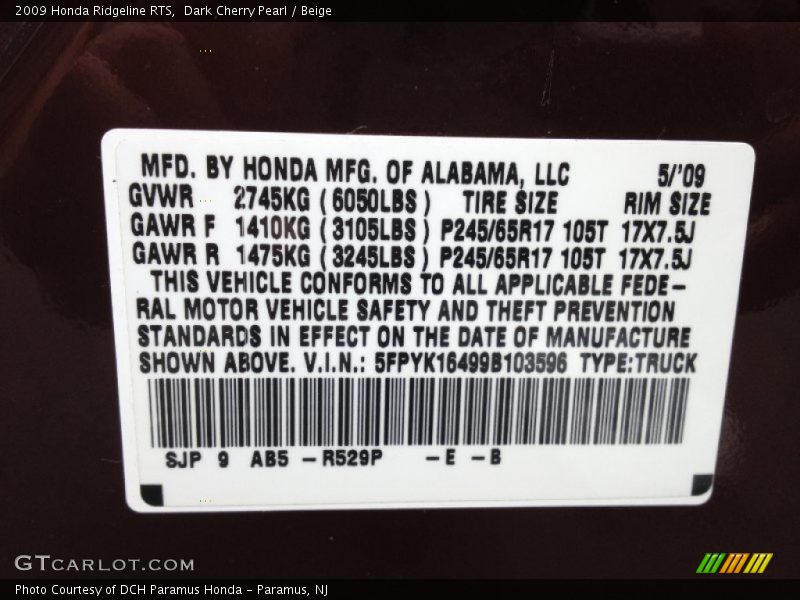 2009 Honda Ridgeline RTS, Dark Cherry Pearl / Beige
MFD. BY HONDA MFG. OF ALABAMA, LLC 5/'09
GVWR 2745KG (6050LBS) TIRE SIZE RIM SIZE
GAWR F 1410KG (3105LBS) P245/65R17 105T 17X7.5J
GAWR R 1475KG (3245LBS) P245/65R17 105T 17X7.5J
THIS VEHICLE CONFORMS TO ALL APPLICABLE FEDE-
RAL MOTOR VEHICLE SAFETY AND THEFT PREVENTION
STANDARDS IN EFFECT ON THE DATE OF MANUFACTURE
SHOWN ABOVE. V.I.N.: 5FPYK16499B103596 TYPE:TRUCK
SJP 9 AB5 -R529P -E -B
GTCARLOT.COM
Photo Courtesy of DCH Paramus Honda - Paramus, NJ